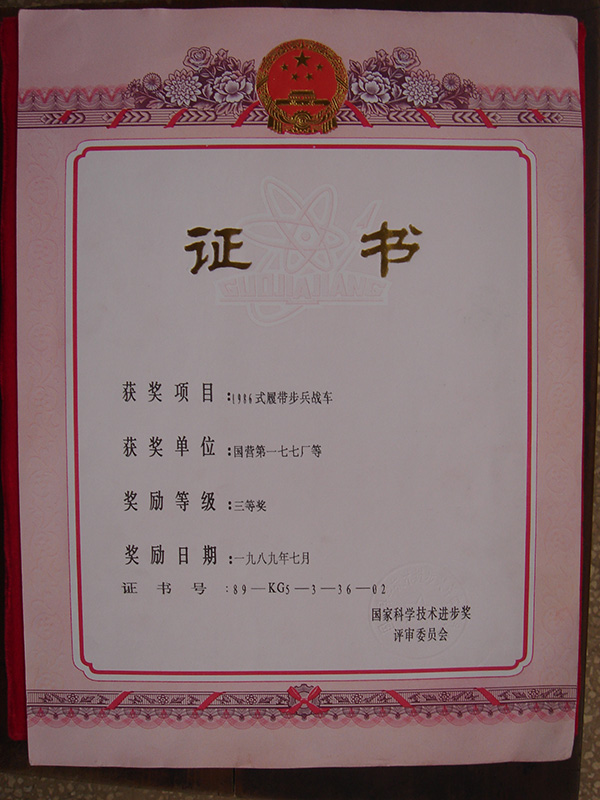 证 书
获奖项目:1986式履带步兵战车
获奖单位:国营第一七七厂等
奖励等级:三等奖
奖励日期:一九八九年七月
证书号:89—KG5—3—36—02
国家科学技术进步奖
评审委员会